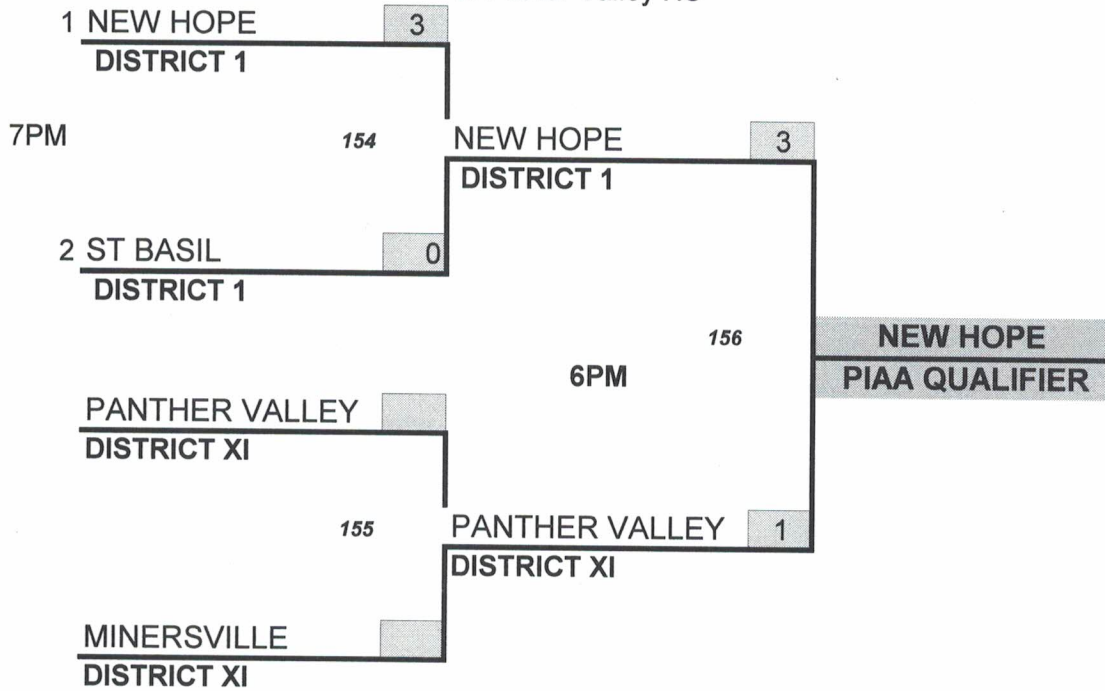 1 NEW HOPE 3
DISTRICT 1
7PM
154
NEW HOPE 3
DISTRICT 1
2 ST BASIL 0
DISTRICT 1
156
NEW HOPE
PIAA QUALIFIER
6PM
PANTHER VALLEY
DISTRICT XI
155
PANTHER VALLEY 1
DISTRICT XI
MINERSVILLE
DISTRICT XI